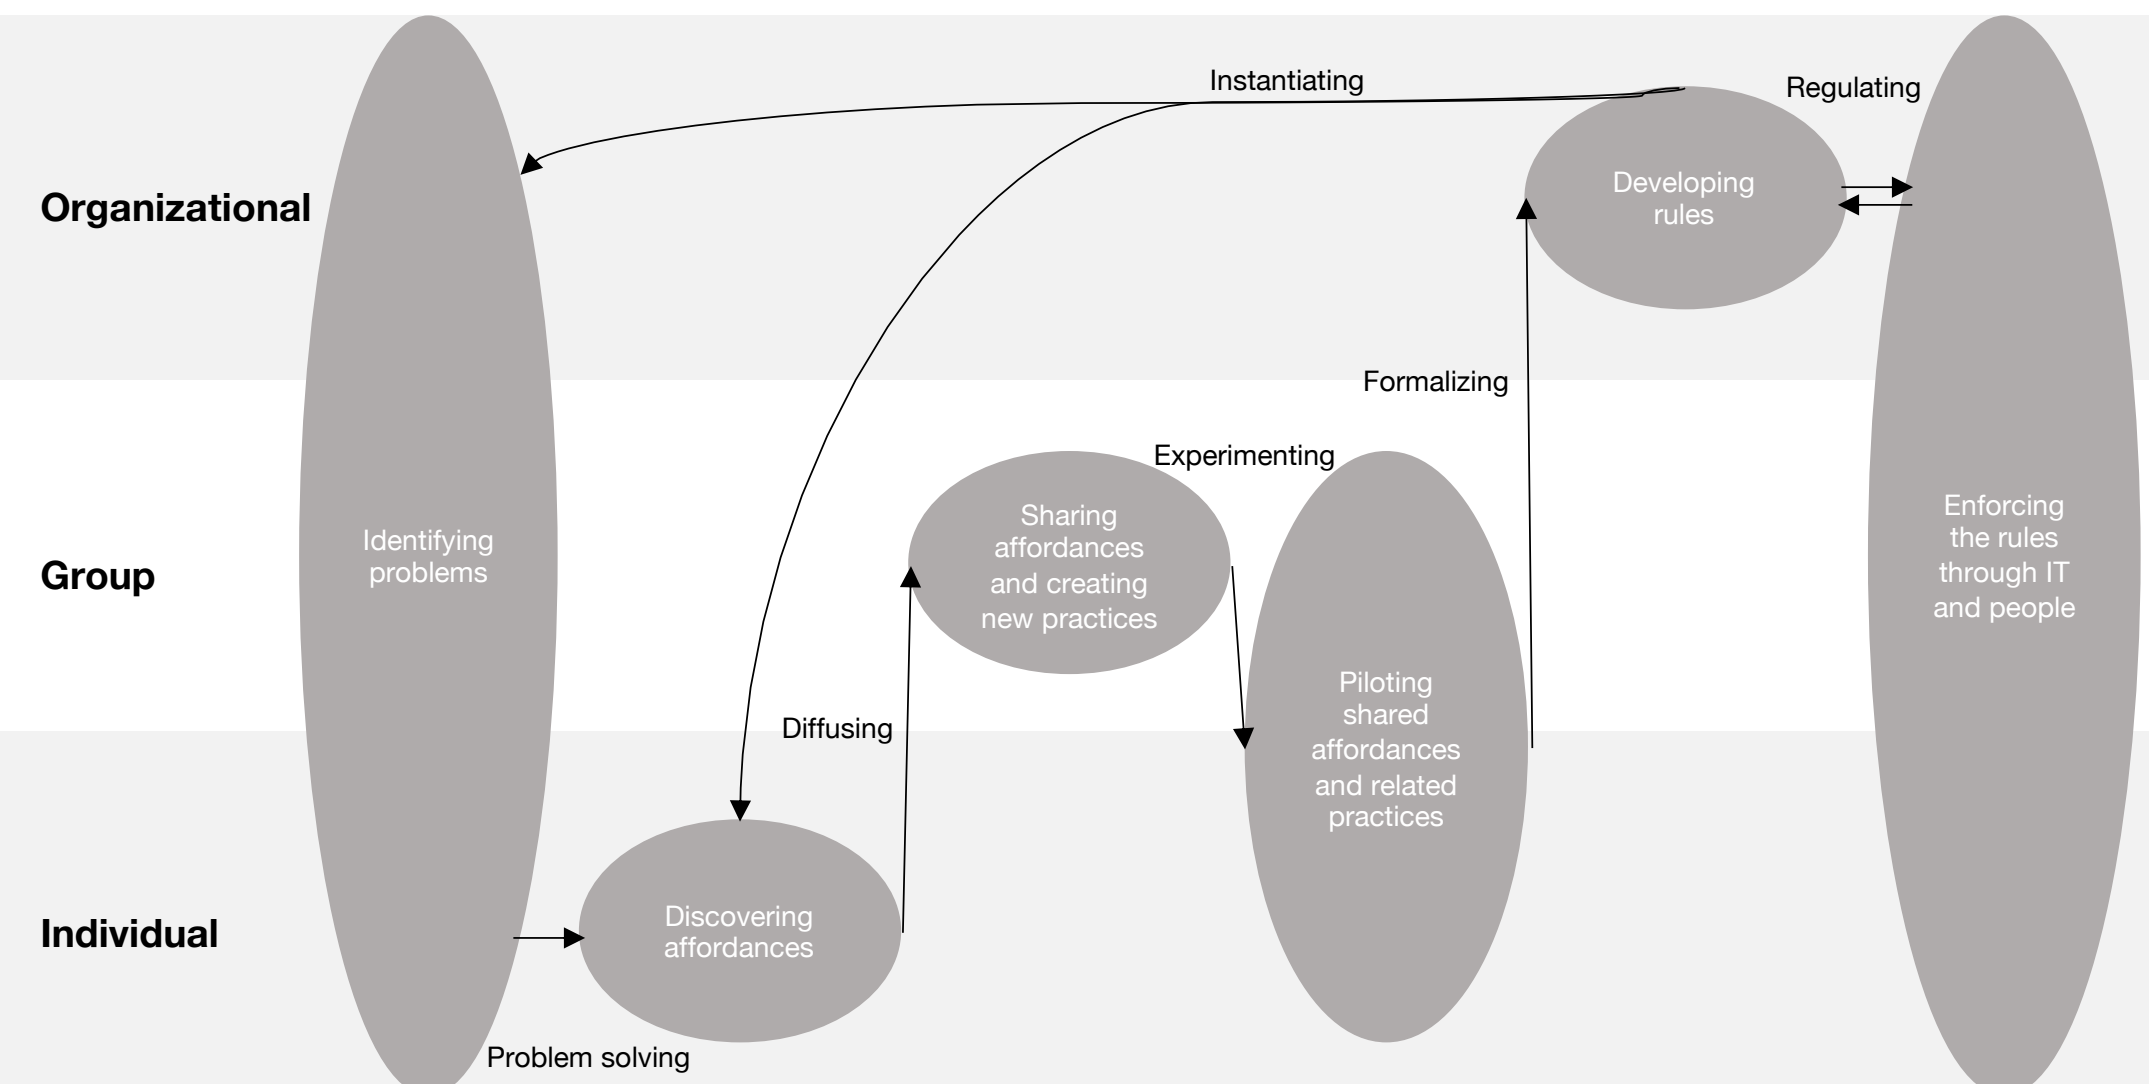 Instantiating
Regulating
Organizational
Developing
rules
Formalizing
Experimenting
Group
Identifying
problems
Sharing
affordances
and creating
new practices
Enforcing
the rules
through IT
and people
Diffusing
Piloting
shared
affordances
and related
practices
Individual
Discovering
affordances
Problem solving